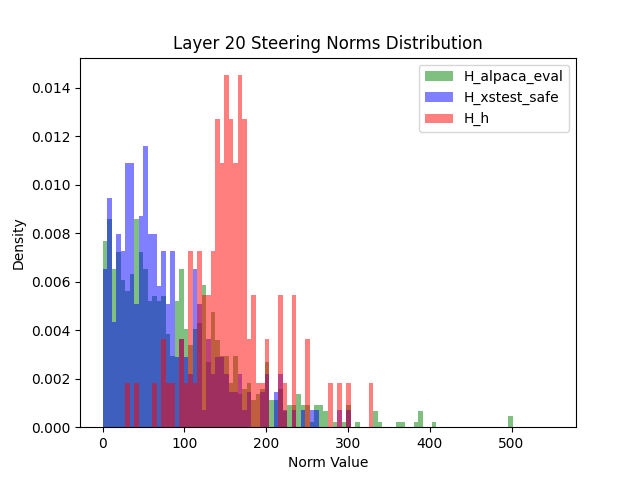 Layer 20 Steering Norms Distribution
H_alpaca_eval
H_xstest_safe
H_h
0.014
0.012
0.010
0.008
0.006
0.004
0.002
0.000
Density
0 100 200 300 400 500
Norm Value